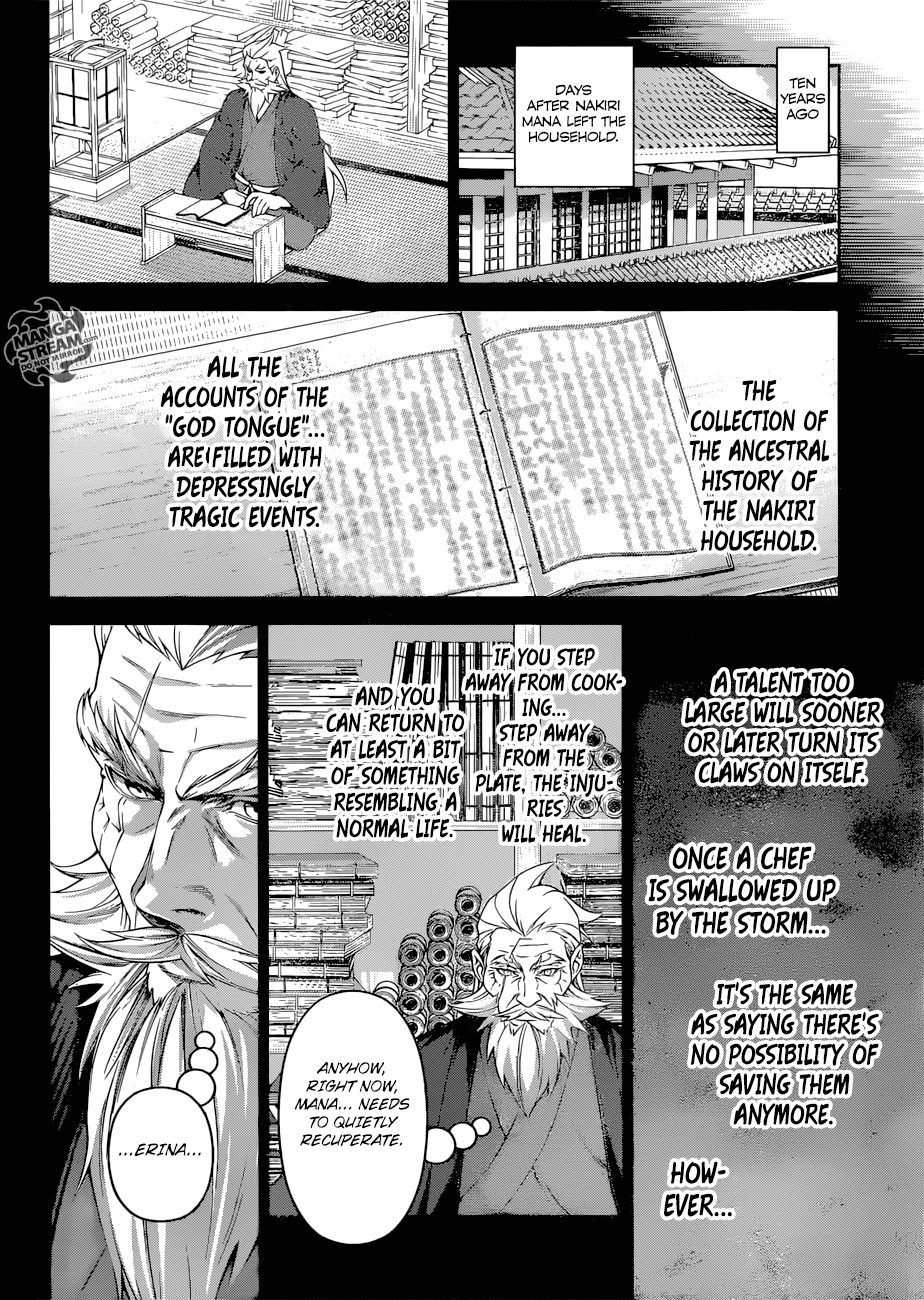 TEN
YEARS
AGO
DAYS
AFTER NAKIRI
MANA LEFT THE
HOUSEHOLD.
MANGA
STREAM.com
DO NOT MIRROR!
THE
COLLECTION OF
THE ANCESTRAL
HISTORY OF
THE NAKIRI
HOUSEHOLD.
ALL THE
ACCOUNTS OF THE
"GOD TONGUE"...
ARE FILLED WITH
DEPRESSINGLY
TRAGIC EVENTS.
A TALENT TOO
LARGE WILL SOONER
OR LATER TURN ITS
CLAWS ON ITSELF.
ONCE A CHEF
IS SWALLOWED UP
BY THE STORM...
IT'S THE SAME
AS SAYING THERE'S
NO POSSIBILITY OF
SAVING THEM
ANYMORE.
HOW-
EVER...
IF YOU STEP
AWAY FROM COOK-
ING...
STEP AWAY
FROM THE
PLATE, THE INJU-
RIES
WILL HEAL.
AND YOU
CAN RETURN TO
AT LEAST A BIT
OF SOMETHING
RESEMBLING A
NORMAL LIFE.
ANYHOW,
RIGHT NOW,
MANA... NEEDS
TO QUIETLY
RECUPERATE.
...ERINA...